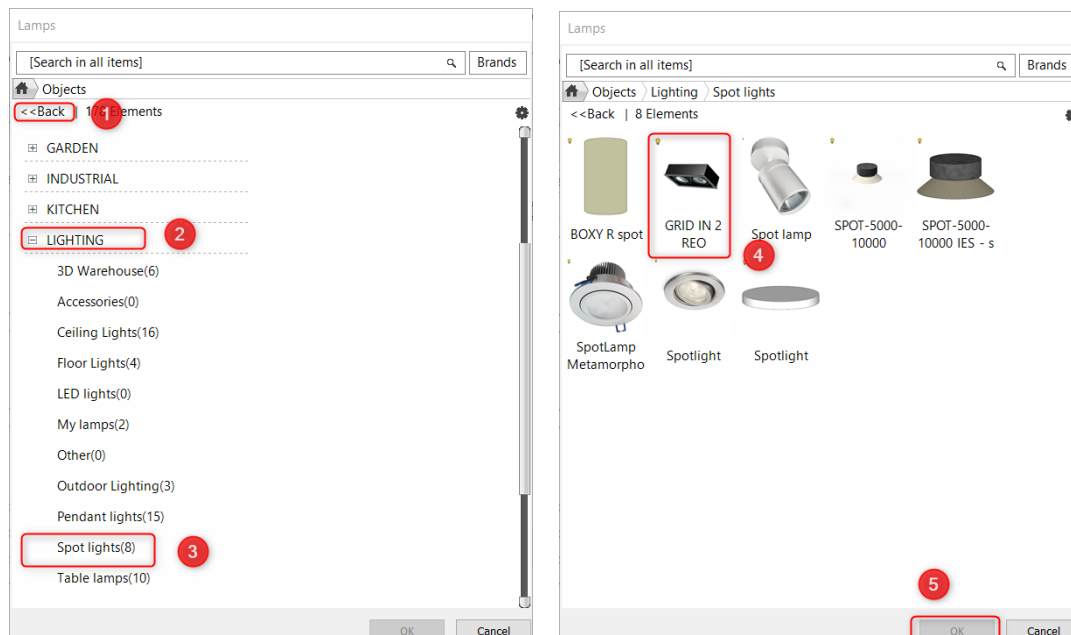 Lamps
[Search in all items]
Brands
Objects
<<Back | 178 Elements
1
GARDEN
INDUSTRIAL
KITCHEN
LIGHTING
2
3D Warehouse(6)
Accessories(0)
Ceiling Lights(16)
Floor Lights(4)
LED lights(0)
My lamps(2)
Other(0)
Outdoor Lighting(3)
Pendant lights(15)
Spot lights(8)
3
Table lamps(10)
OK
Cancel
Lamps
[Search in all items]
Brands
Objects Lighting Spot lights
<<Back | 8 Elements
BOXY R spot
GRID IN 2
REO
Spot lamp
SPOT-5000-
10000
SPOT-5000-
10000 IES - s
4
SpotLamp
Metamorpho
Spotlight
Spotlight
5
OK
Cancel